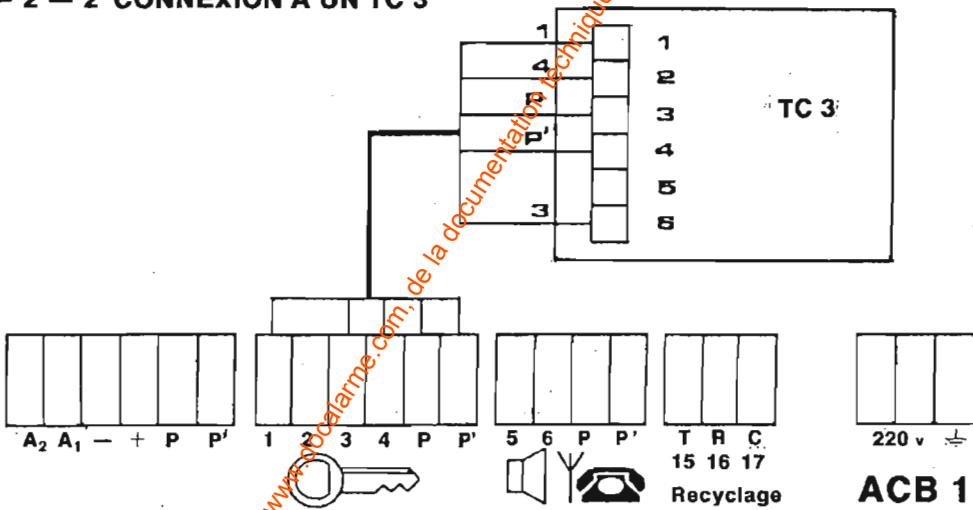 2 — 2 CONNEXION A UN TC 3
1
4
P
P'
3
1
2
3
4
5
6
TC 3
www.docalarme.com, de la documentation technique
A₂ A₁ — + P P'
1 2 3 4 P P'
5 6 P P'
T R C
15 16 17
Recyclage
220 v
ACB 1